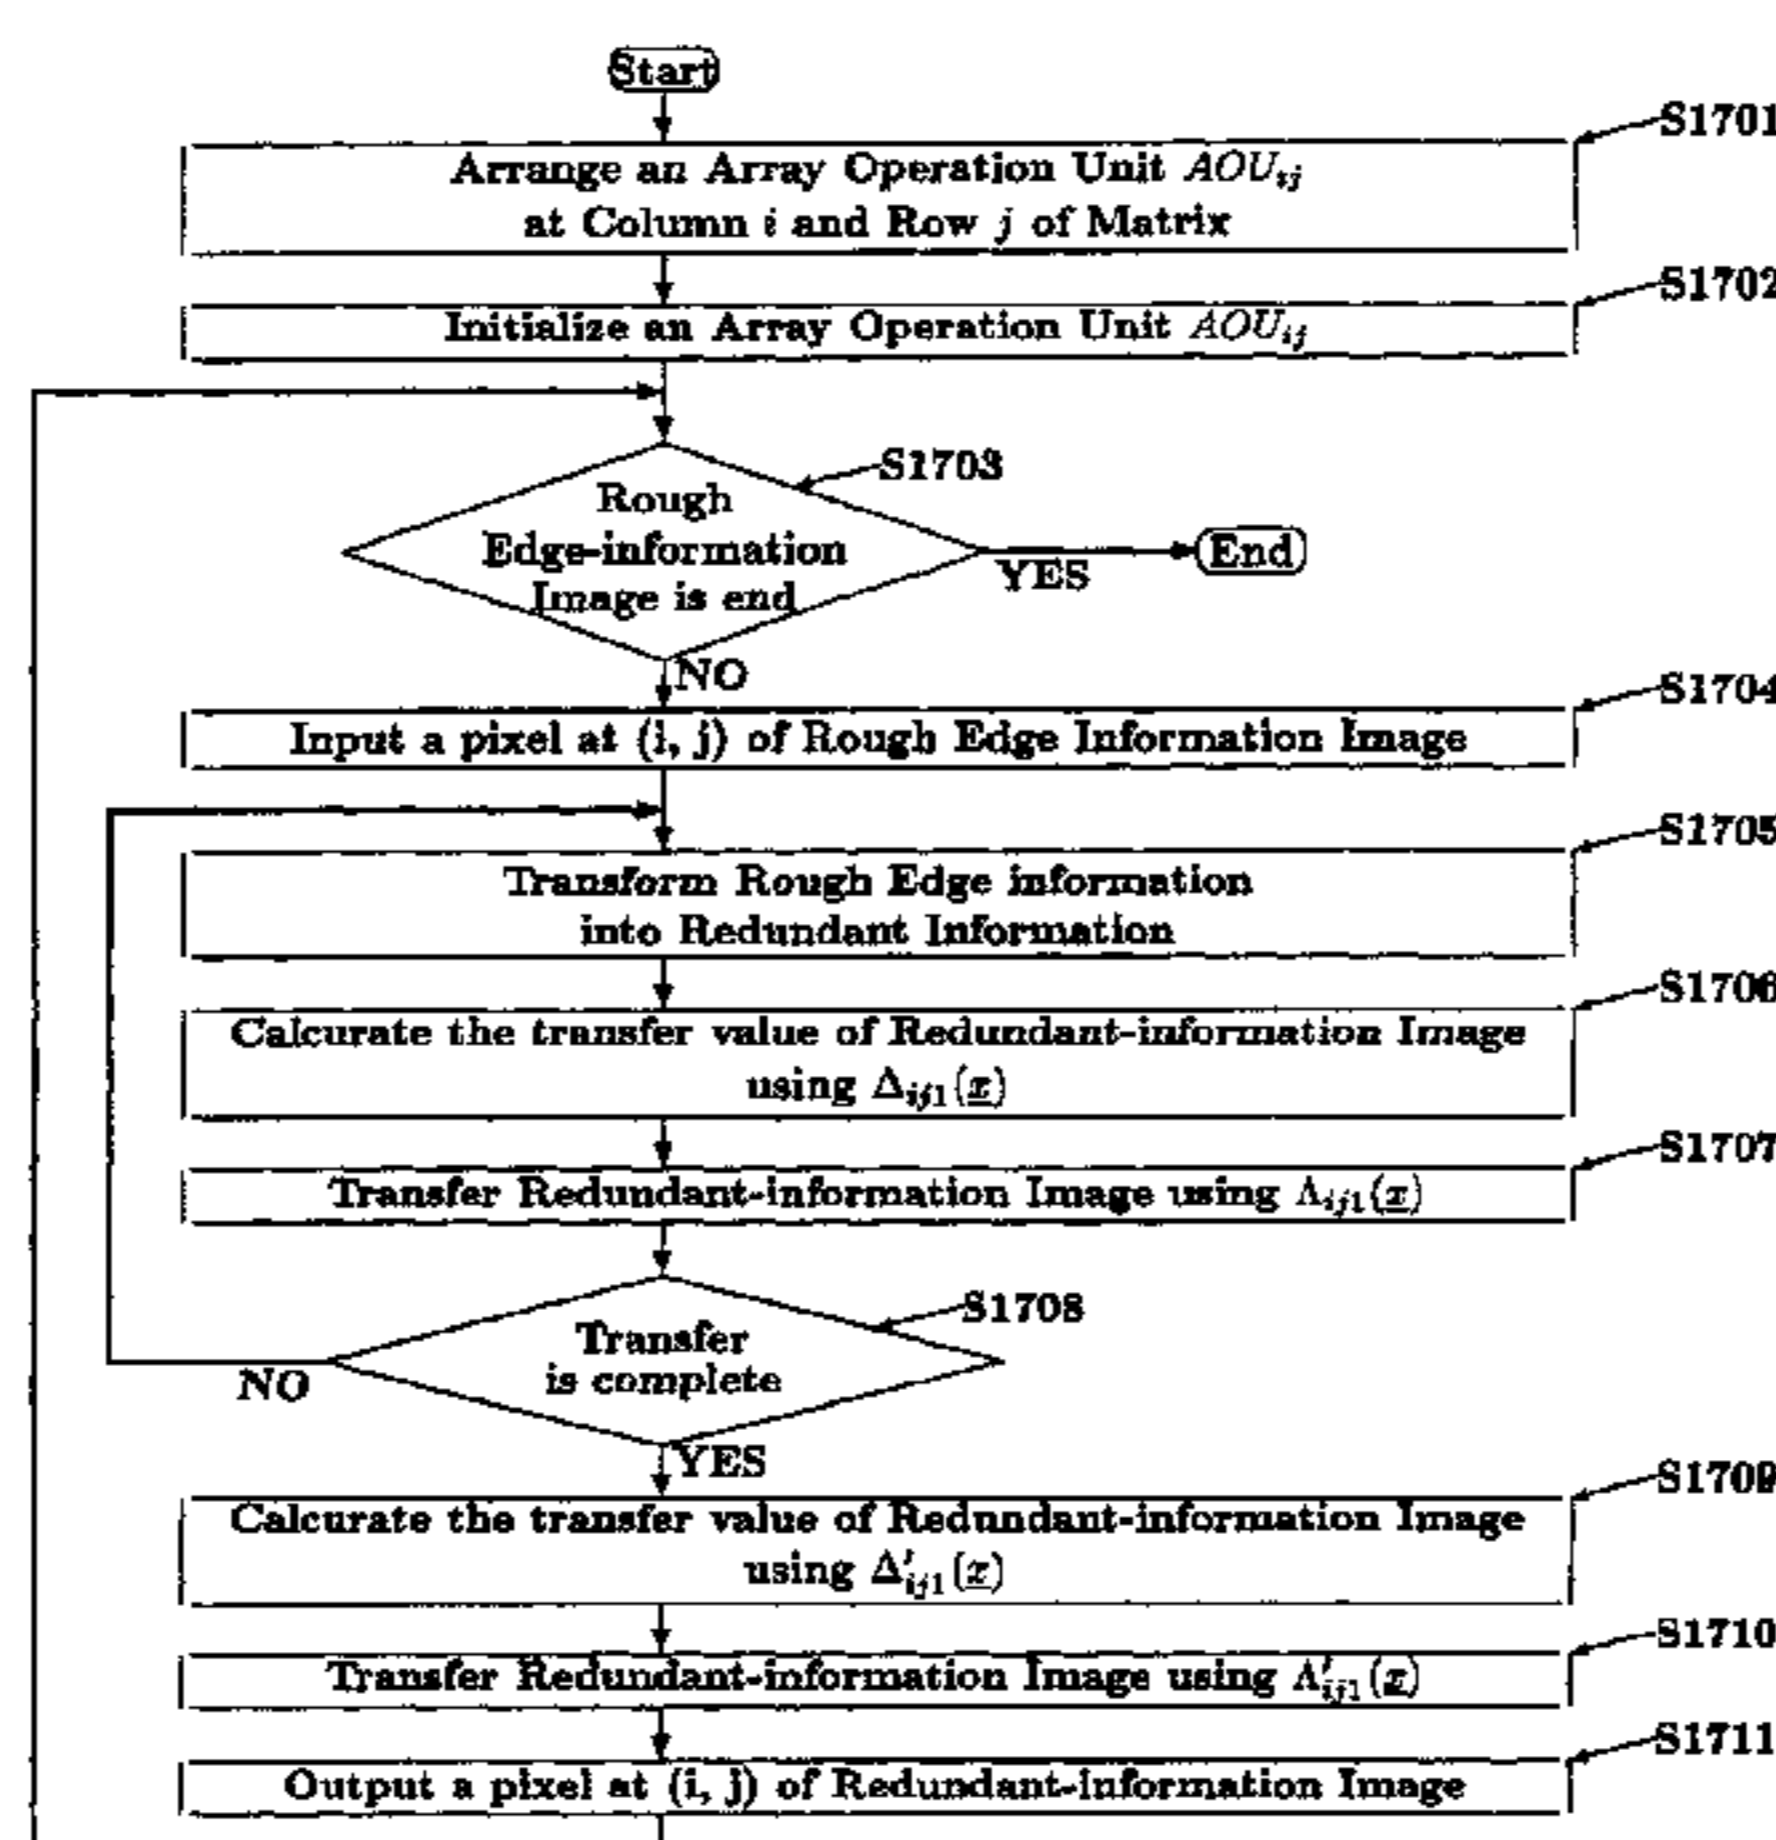 Start
S1701
Arrange an Array Operation Unit AOUij
at Column i and Row j of Matrix
S1702
Initialize an Array Operation Unit AOUij
S1703
Rough
Edge-information
Image is end
YES
End
NO
S1704
Input a pixel at (i, j) of Rough Edge Information Image
S1705
Transform Rough Edge information
into Redundant Information
S1706
Calcurate the transfer value of Redundant-information Image
using Δij1(x)
S1707
Transfer Redundant-information Image using Λij1(x)
S1708
Transfer
is complete
NO
YES
S1709
Calcurate the transfer value of Redundant-information Image
using Δ'ij1(x)
S1710
Transfer Redundant-information Image using Λ'ij1(x)
S1711
Output a pixel at (i, j) of Redundant-information Image